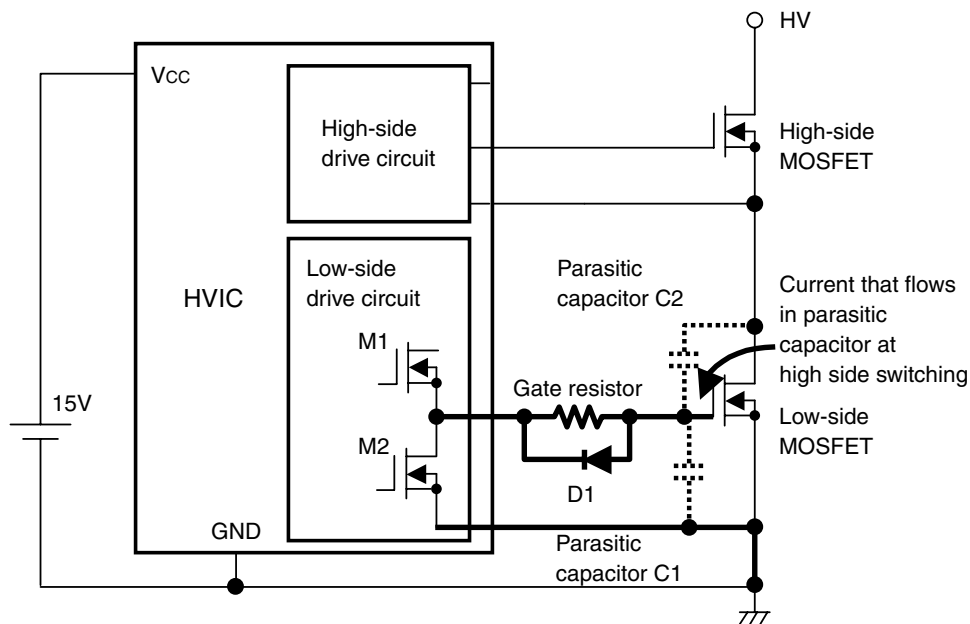 HV
VCC
High-side
drive circuit
High-side
MOSFET
Low-side
drive circuit
HVIC
Parasitic
capacitor C2
Current that flows
in parasitic
capacitor at
high side switching
M1
Gate resistor
15V
Low-side
MOSFET
M2
D1
GND
Parasitic
capacitor C1